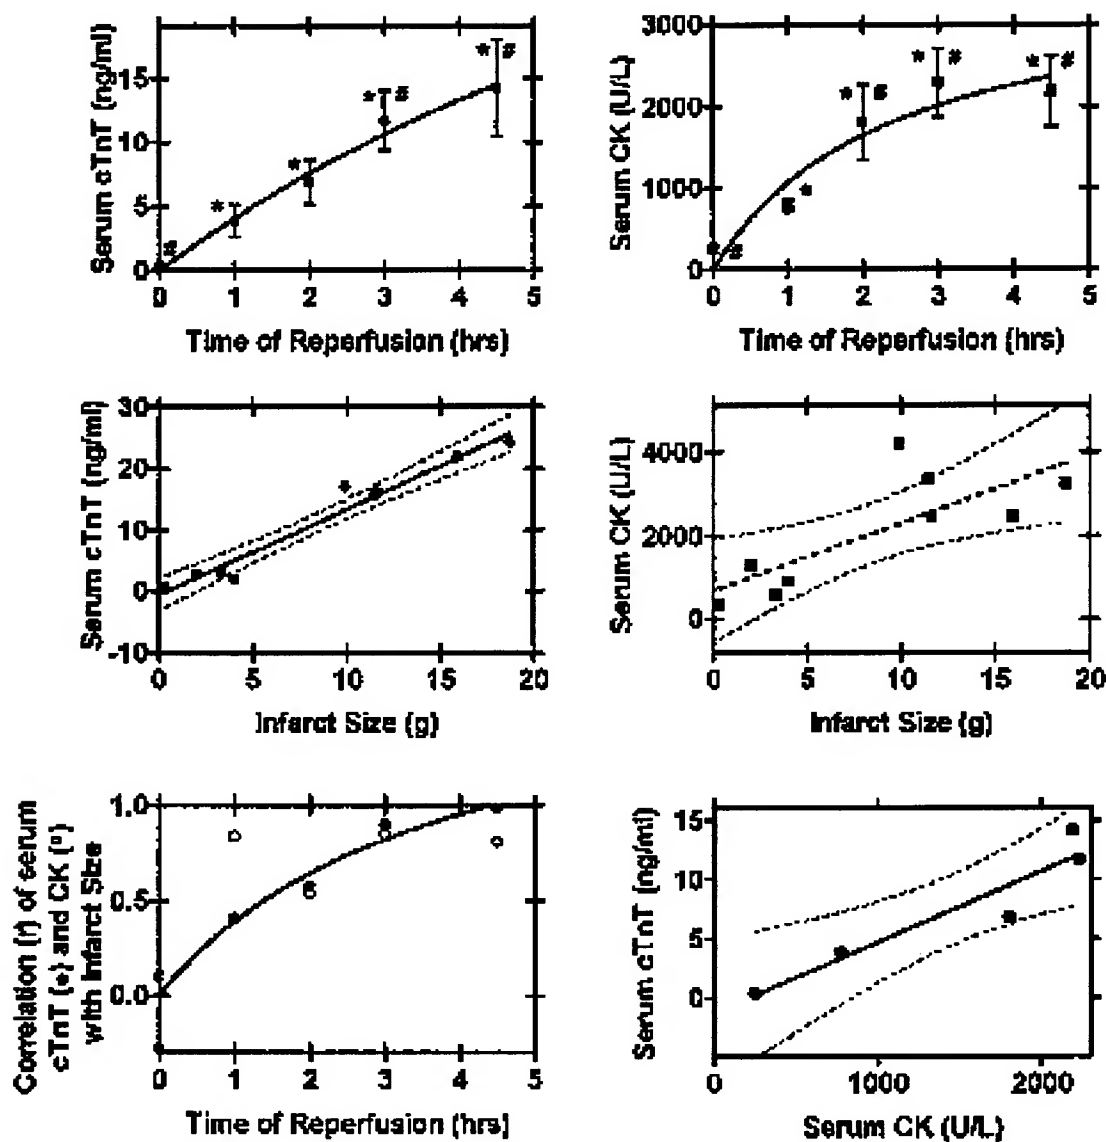 Serum cTnT (ng/ml)
15
10
5
0
* # * * * # * #
#
0 1 2 3 4 5
Time of Reperfusion (hrs)
Serum CK (U/L)
3000
2000
1000
0
* # * # * #
*
#
0 1 2 3 4 5
Time of Reperfusion (hrs)
Serum cTnT (ng/ml)
30
20
10
0
-10
0 5 10 15 20
Infarct Size (g)
Serum CK (U/L)
4000
2000
0
0 5 10 15 20
Infarct Size (g)
Correlation (r) of serum
cTnT (•) and CK (º)
with Infarct Size
1.0
0.5
0.0
0 1 2 3 4 5
Time of Reperfusion (hrs)
Serum cTnT (ng/ml)
15
10
5
0
0 1000 2000
Serum CK (U/L)